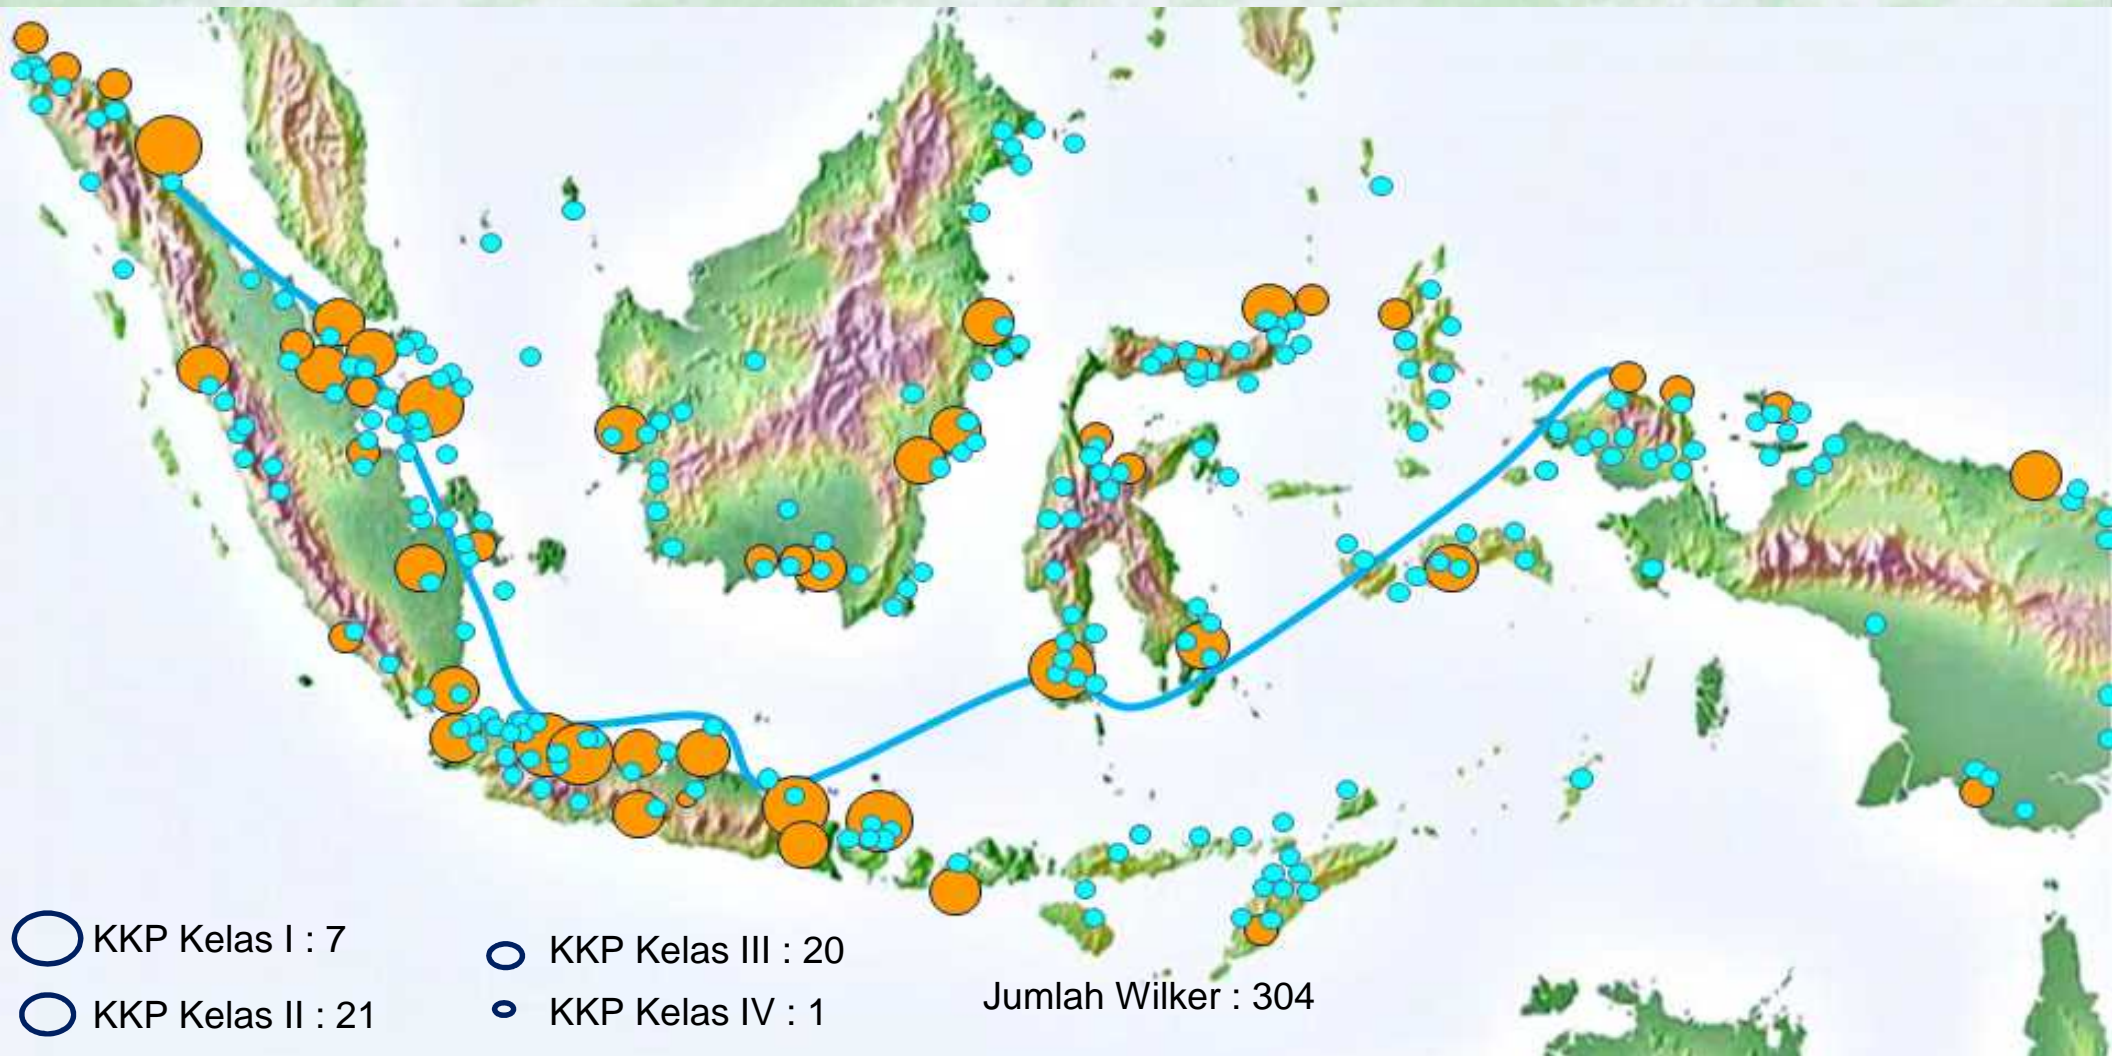 KKP Kelas I : 7
KKP Kelas II : 21
KKP Kelas III : 20
KKP Kelas IV : 1
Jumlah Wilker : 304